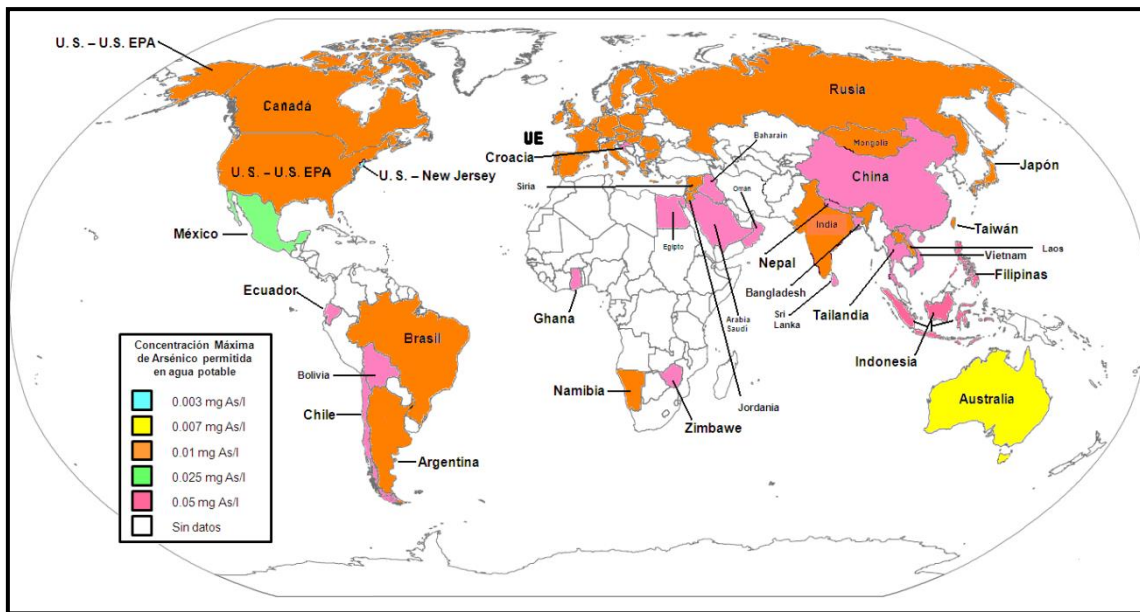 U. S. – U.S. EPA
Canadá
U. S. – U.S. EPA
U.S. – New Jersey
México
Ecuador
Bolivia
Chile
Brasil
Argentina
UE
Croacia
Siria
Baharain
Omán
Egipto
Ghana
Namibia
Zimbawe
Jordania
Arabia
Saudí
Rusia
Mongolia
China
Japón
India
Nepal
Bangladesh
Sri
Lanka
Tailandia
Taiwán
Laos
Vietnam
Filipinas
Indonesia
Australia
Concentración Máxima
de Arsénico permitida
en agua potable
0.003 mg As/l
0.007 mg As/l
0.01 mg As/l
0.025 mg As/l
0.05 mg As/l
Sin datos